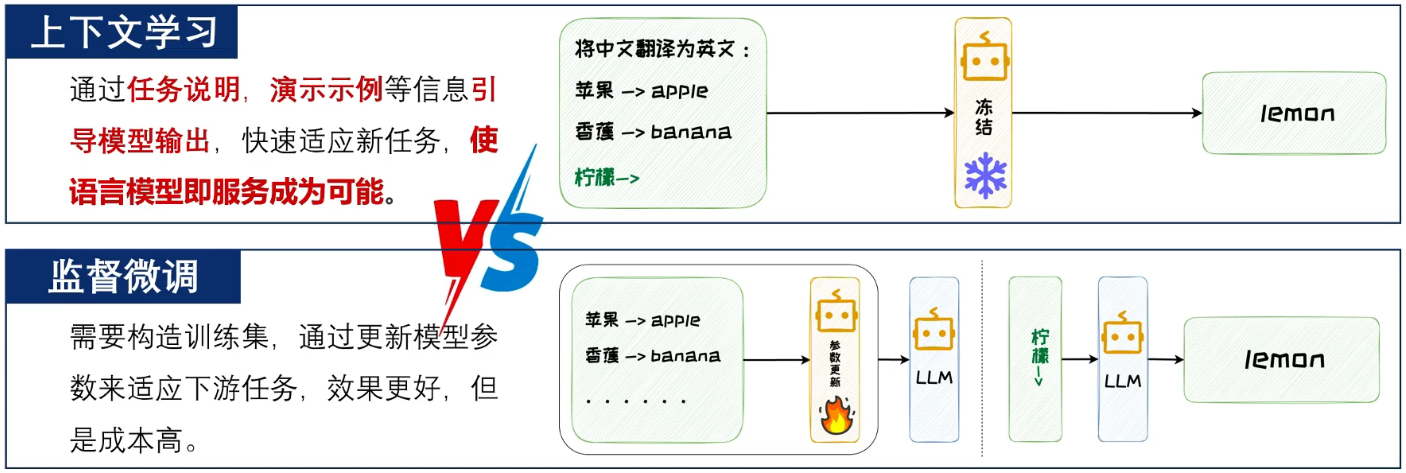 上下文学习
通过任务说明，演示示例等信息引
导模型输出，快速适应新任务，使
语言模型即服务成为可能。
将中文翻译为英文：
苹果 —> apple
香蕉 —> banana
柠檬—>
冻结
lemon
VS
监督微调
需要构造训练集，通过更新模型参
数来适应下游任务，效果更好，但
是成本高。
苹果 —> apple
香蕉 —> banana
......
参数更新
LLM
柠檬—>
LLM
lemon